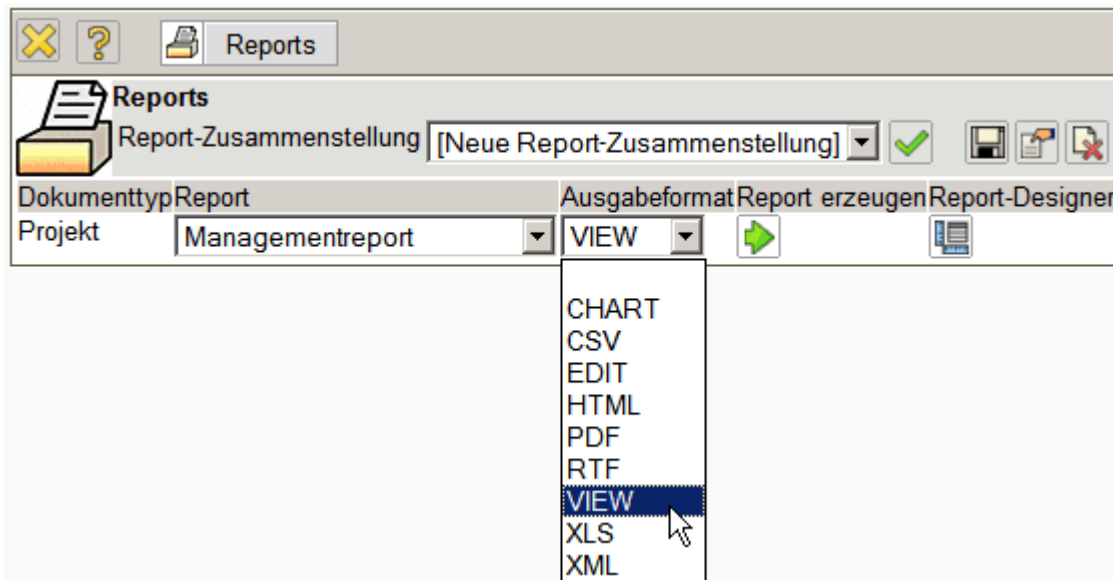 Reports
Reports
Report-Zusammenstellung [Neue Report-Zusammenstellung]
Dokumenttyp Report Ausgabeformat Report erzeugen Report-Designer
Projekt Managementreport VIEW
CHART
CSV
EDIT
HTML
PDF
RTF
VIEW
XLS
XML